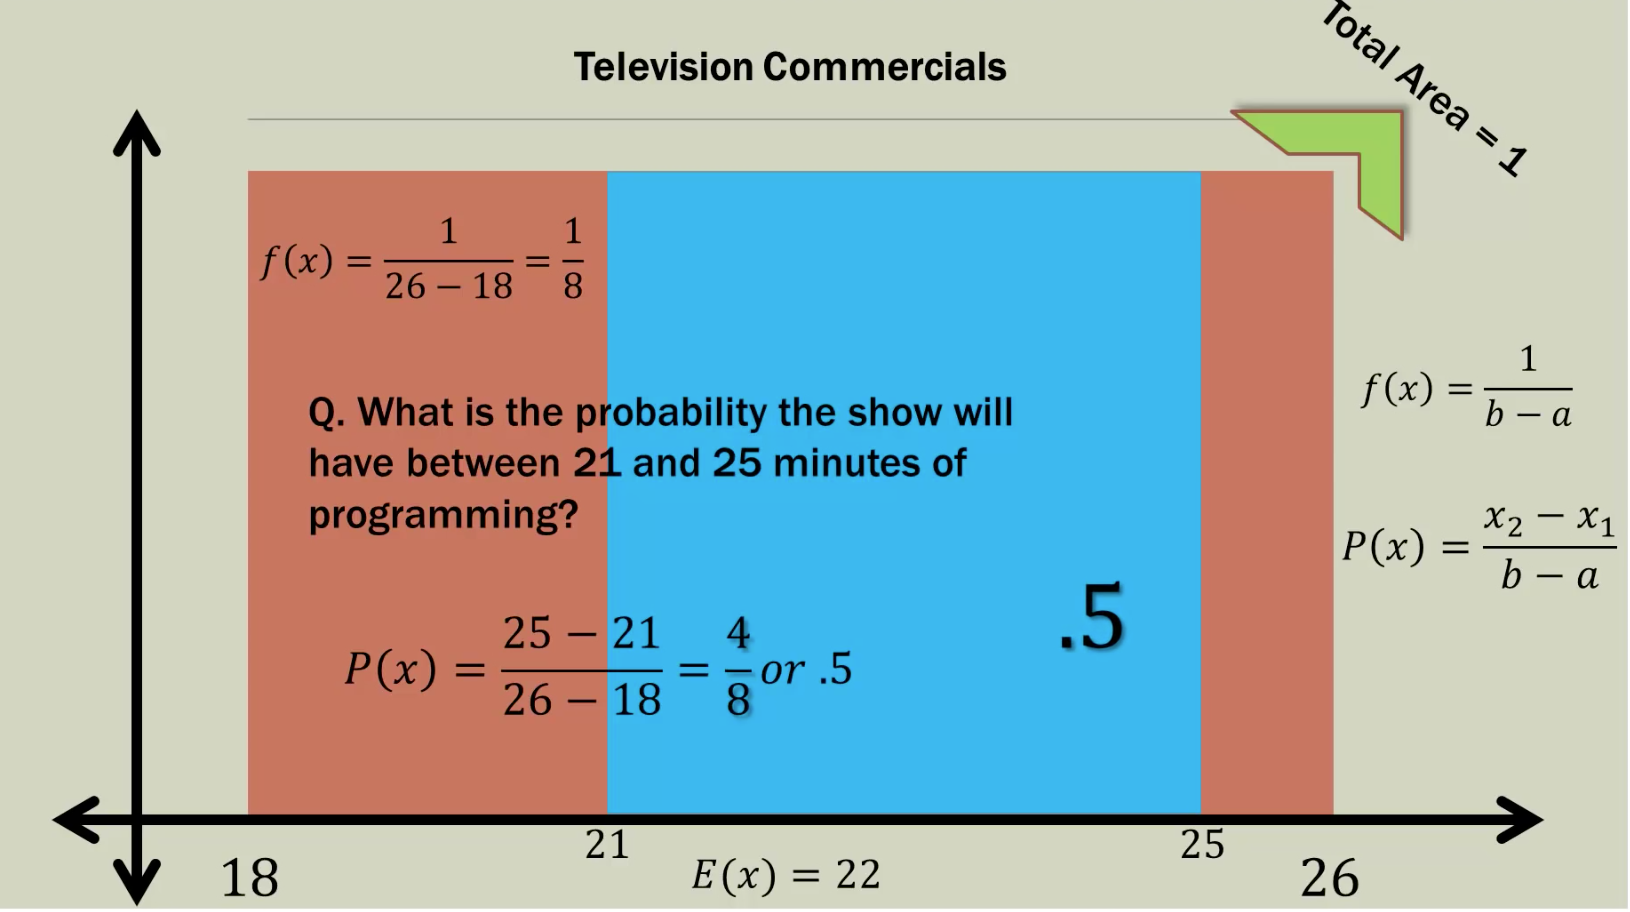 Television Commercials
Total Area = 1
f(x) = 1/(26 − 18) = 1/8
f(x) = 1/(b − a)
Q. What is the probability the show will
have between 21 and 25 minutes of
programming?
P(x) = (x₂ − x₁)/(b − a)
.5
P(x) = (25 − 21)/(26 − 18) = 4/8 or .5
21
25
18
E(x) = 22
26